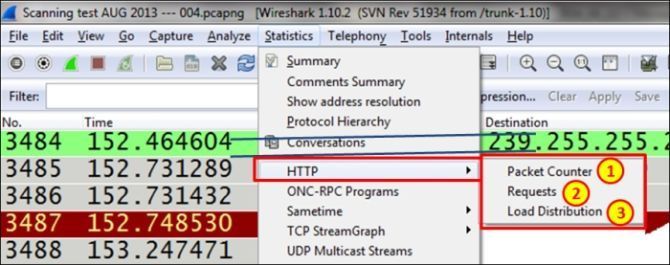 Scanning test AUG 2013 --- 004.pcapng [Wireshark 1.10.2 (SVN Rev 51934 from /trunk-1.10)]
File Edit View Go Capture Analyze Statistics Telephony Tools Internals Help
Summary
Comments Summary
Filter: Show address resolution pression... Clear Apply Save
No. Time Protocol Hierarchy Destination
3484 152.464604 Conversations 239.255.255.2
3485 152.731289 HTTP Packet Counter 1
3486 152.731432 ONC-RPC Programs Requests 2
3487 152.748530 Sametime Load Distribution 3
TCP StreamGraph
3488 153.247471 UDP Multicast Streams